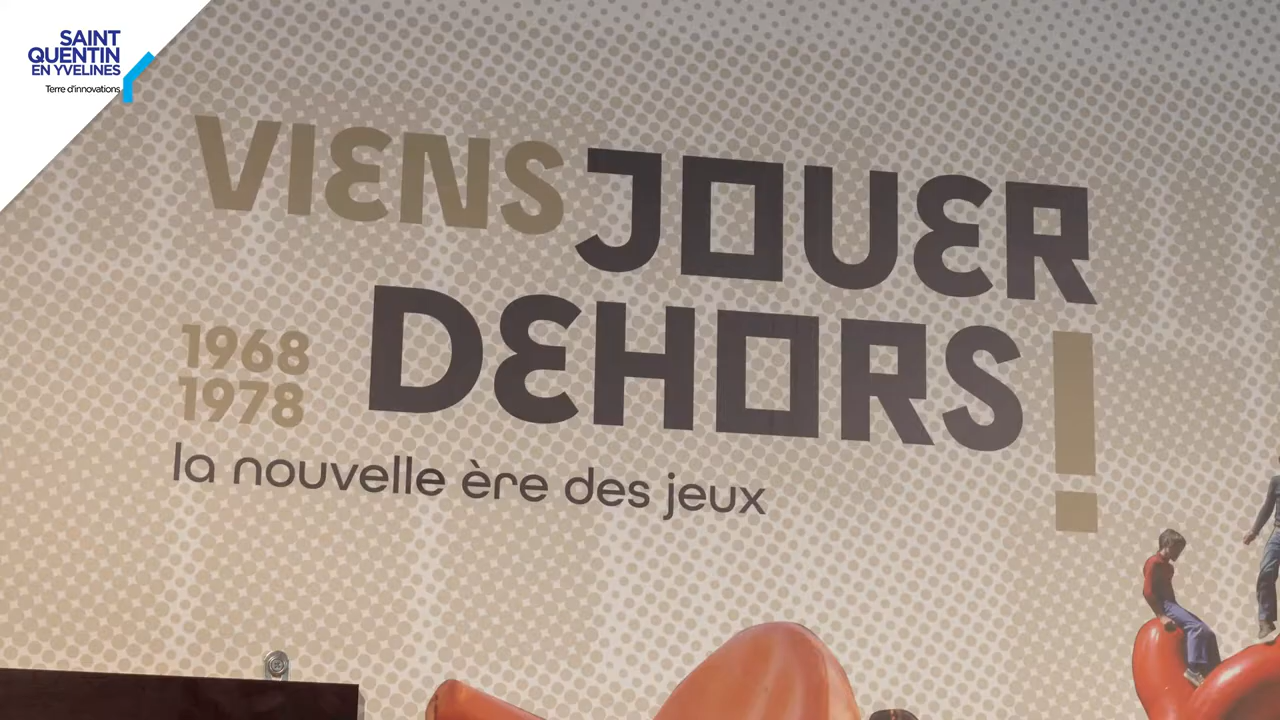 SAINT
QUENTIN
EN YVELINES
Terre d'innovations
VIENS JOUER
DEHORS !
1968
1978
la nouvelle ère des jeux